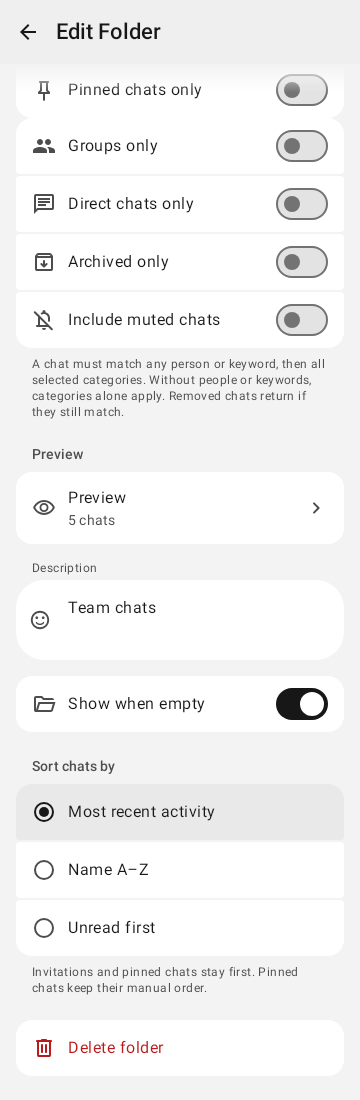 Edit Folder
Pinned chats only
Groups only
Direct chats only
Archived only
Include muted chats
A chat must match any person or keyword, then all
selected categories. Without people or keywords,
categories alone apply. Removed chats return if
they still match.
Preview
Preview
5 chats
Description
Team chats
Show when empty
Sort chats by
Most recent activity
Name A–Z
Unread first
Invitations and pinned chats stay first. Pinned
chats keep their manual order.
Delete folder